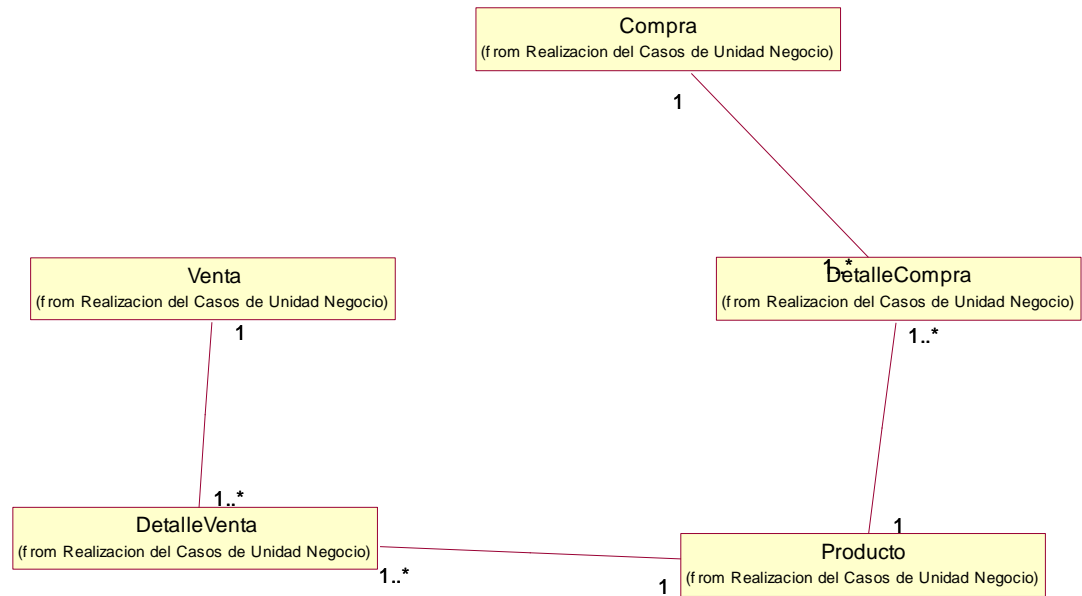 Compra
(from Realizacion del Casos de Unidad Negocio)
1
Venta
(from Realizacion del Casos de Unidad Negocio)
1
1..*
DetalleCompra
(from Realizacion del Casos de Unidad Negocio)
1..*
1..*
DetalleVenta
(from Realizacion del Casos de Unidad Negocio)
1..*
1
1
Producto
(from Realizacion del Casos de Unidad Negocio)